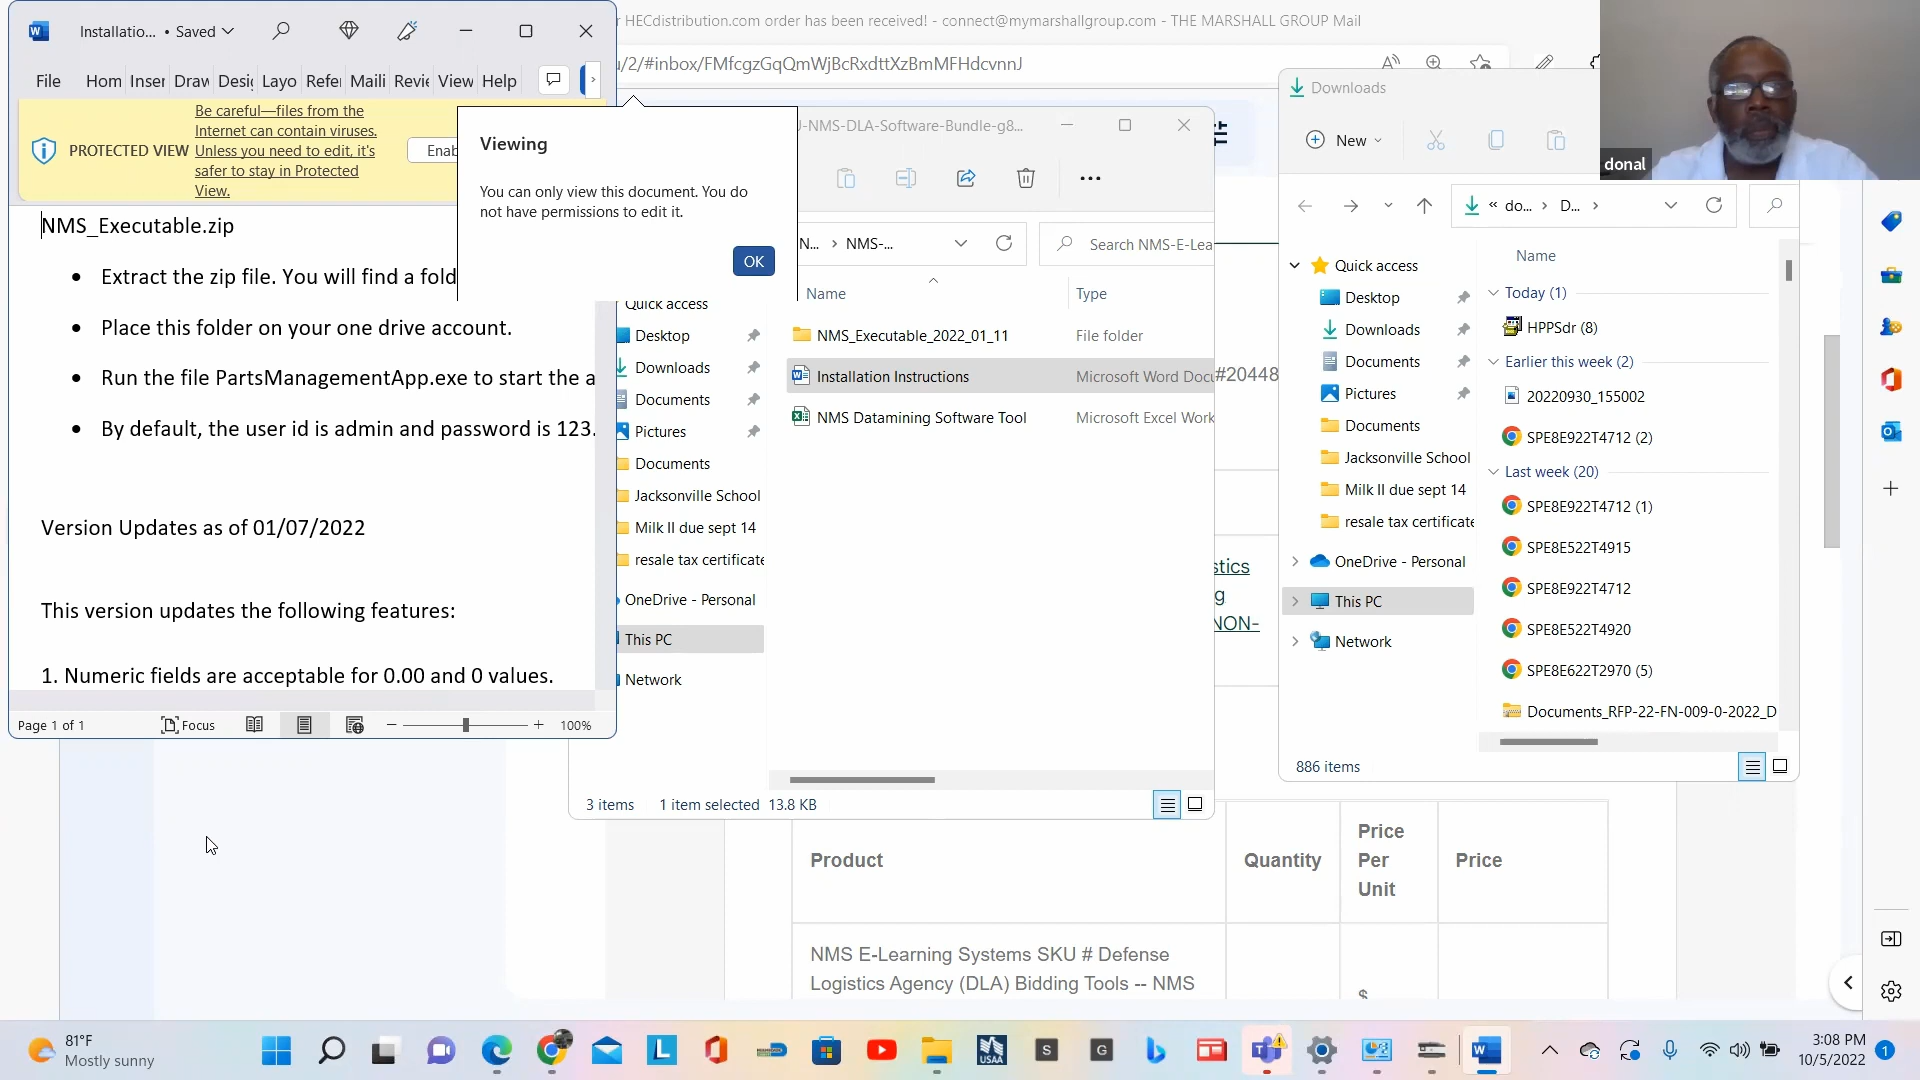 Installatio... • Saved
File Hom Inser Draw Desig Layo Refer Maili Revie View Help
PROTECTED VIEW
Be careful—files from the
Internet can contain viruses.
Unless you need to edit, it's
safer to stay in Protected
View.
Enab
Viewing
You can only view this document. You do
not have permissions to edit it.
OK
NMS_Executable.zip
• Extract the zip file. You will find a fold
• Place this folder on your one drive account.
• Run the file PartsManagementApp.exe to start the a
• By default, the user id is admin and password is 123.
Version Updates as of 01/07/2022
This version updates the following features:
1. Numeric fields are acceptable for 0.00 and 0 values.
Page 1 of 1
Focus
100%
r HECdistribution.com order has been received! - connect@mymarshallgroup.com - THE MARSHALL GROUP Mail
/2/#inbox/FMfcgzGqQmWjBcRxdttXzBmMFHdcvnnJ
-NMS-DLA-Software-Bundle-g8...
N... > NMS-...
Search NMS-E-Lea
Name Type
Quick access
Desktop
Downloads
Documents
Pictures
Documents
Jacksonville School
Milk II due sept 14
resale tax certificate
OneDrive - Personal
This PC
Network
NMS_Executable_2022_01_11 File folder
Installation Instructions Microsoft Word Docu
NMS Datamining Software Tool Microsoft Excel Work
3 items 1 item selected 13.8 KB
#20448
stics
g
NON-
Downloads
New
« do... > D... >
Quick access
Desktop
Downloads
Documents
Pictures
Documents
Jacksonville School
Milk II due sept 14
resale tax certificate
OneDrive - Personal
This PC
Network
Name
Today (1)
HPPSdr (8)
Earlier this week (2)
20220930_155002
SPE8E922T4712 (2)
Last week (20)
SPE8E922T4712 (1)
SPE8E522T4915
SPE8E922T4712
SPE8E522T4920
SPE8E622T2970 (5)
Documents_RFP-22-FN-009-0-2022_D
886 items
donal
Product
Quantity
Price
Per
Unit
Price
NMS E-Learning Systems SKU # Defense
Logistics Agency (DLA) Bidding Tools -- NMS
$
81°F
Mostly sunny
USAA
3:08 PM
10/5/2022
1